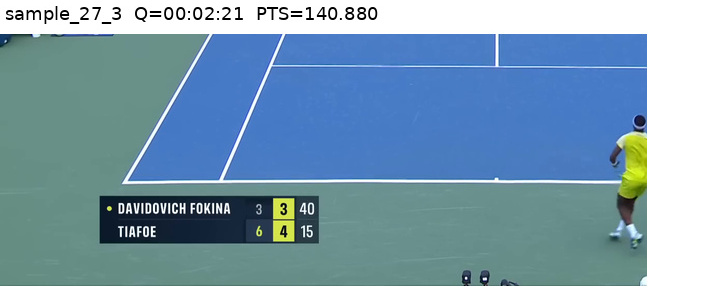 sample_27_3 Q=00:02:21 PTS=140.880
DAVIDOVICH FOKINA 3 3 40
TIAFOE 6 4 15